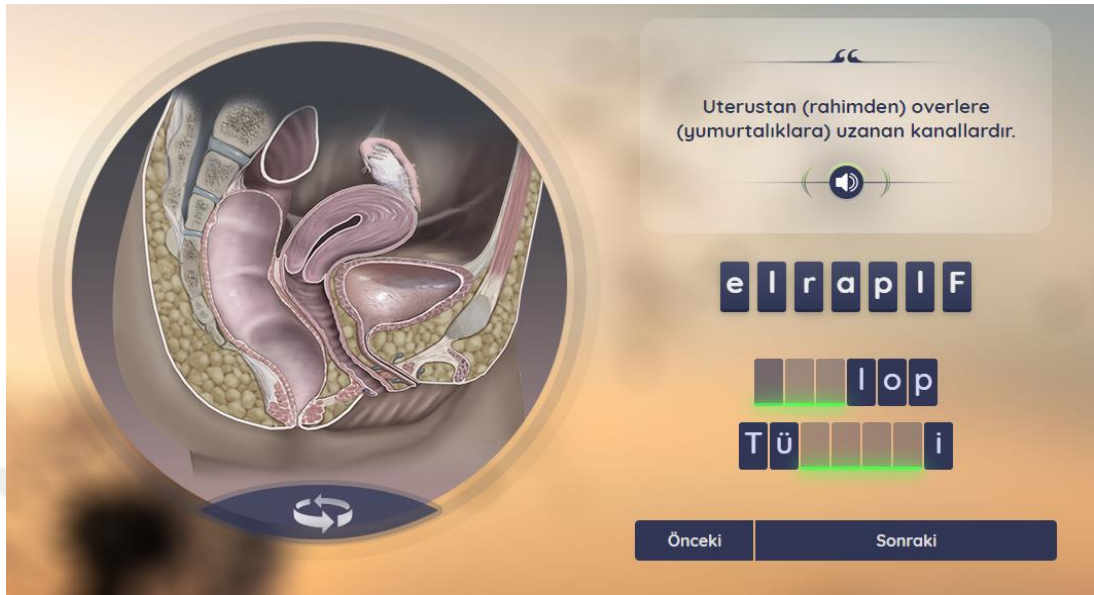 Uterustan (rahimden) overlere
(yumurtalıklara) uzanan kanallardır.
e l r a p l F
l o p
T Ü i
Önceki Sonraki